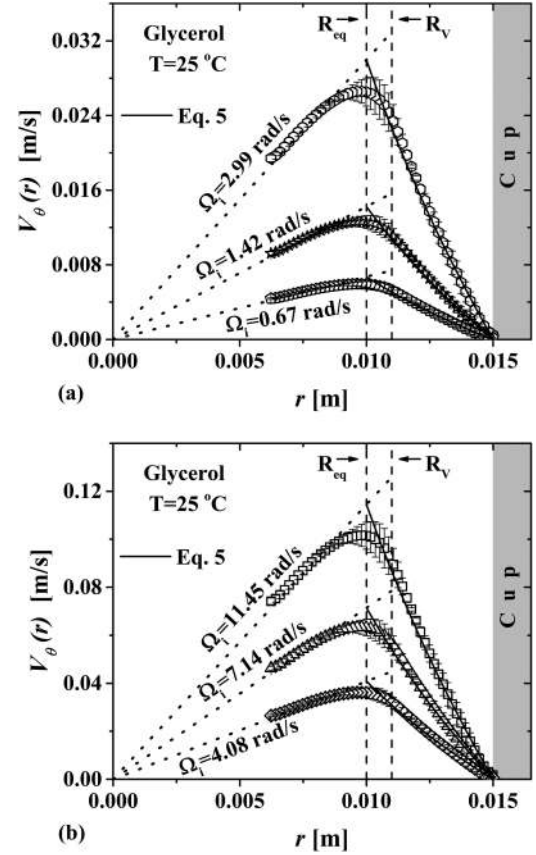 Glycerol
T=25 °C
Eq. 5
R_eq
R_V
Ω_i=2.99 rad/s
Ω_i=1.42 rad/s
Ω_i=0.67 rad/s
V_θ(r) [m/s]
0.036
0.024
0.016
0.008
0.000
0.000 0.005 0.010 0.015
r [m]
Cup
(a)
Glycerol
T=25 °C
Eq. 5
R_eq
R_V
Ω_i=11.45 rad/s
Ω_i=7.14 rad/s
Ω_i=4.08 rad/s
V_θ(r) [m/s]
0.12
0.08
0.04
0.00
0.000 0.005 0.010 0.015
r [m]
Cup
(b)